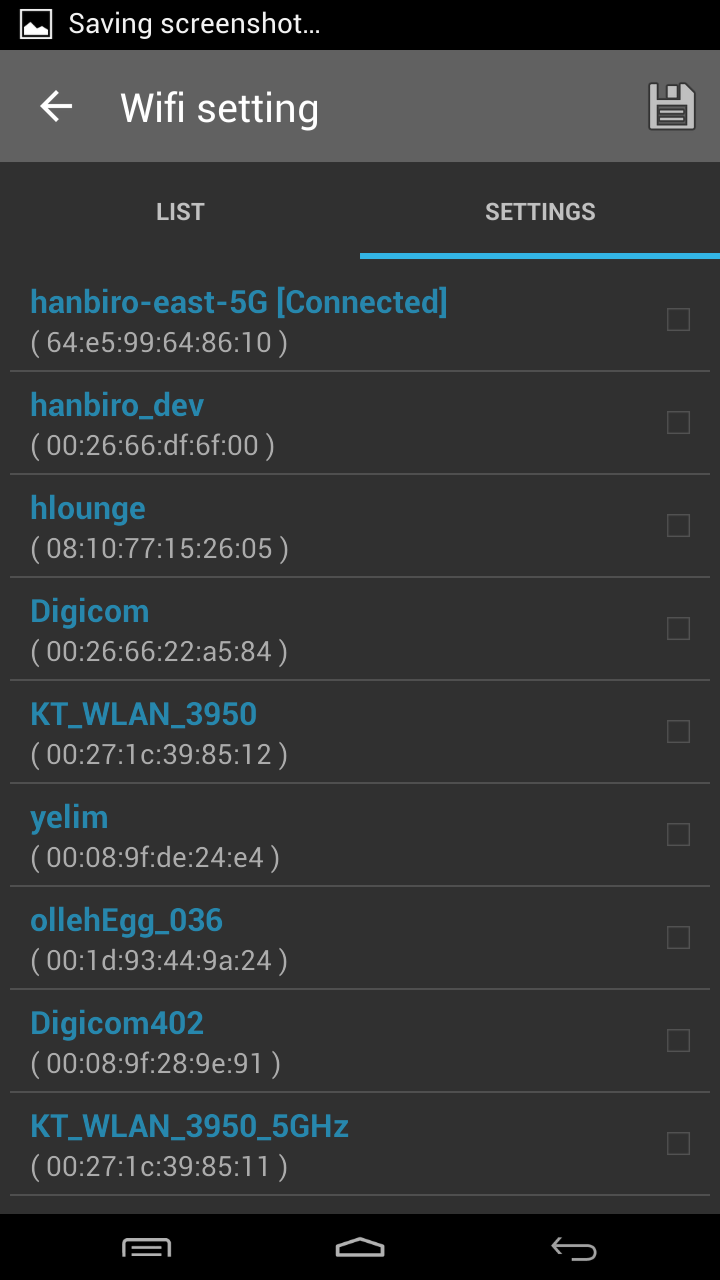 Saving screenshot...
Wifi setting
LIST
SETTINGS
hanbiro-east-5G [Connected]
( 64:e5:99:64:86:10 )
hanbiro_dev
( 00:26:66:df:6f:00 )
hlounge
( 08:10:77:15:26:05 )
Digicom
( 00:26:66:22:a5:84 )
KT_WLAN_3950
( 00:27:1c:39:85:12 )
yelim
( 00:08:9f:de:24:e4 )
ollehEgg_036
( 00:1d:93:44:9a:24 )
Digicom402
( 00:08:9f:28:9e:91 )
KT_WLAN_3950_5GHz
( 00:27:1c:39:85:11 )